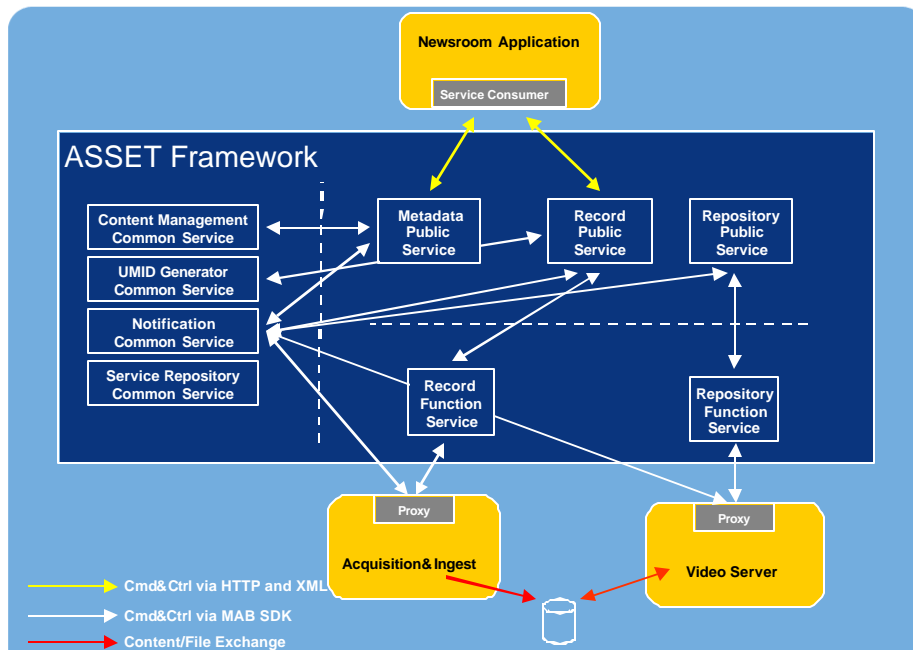 Newsroom Application
Service Consumer
ASSET Framework
Content Management
Common Service
UMID Generator
Common Service
Notification
Common Service
Service Repository
Common Service
Metadata
Public
Service
Record
Public
Service
Repository
Public
Service
Record
Function
Service
Repository
Function
Service
Proxy
Acquisition& Ingest
Proxy
Video Server
Cmd&Ctrl via HTTP and XML
Cmd&Ctrl via MAB SDK
Content/File Exchange